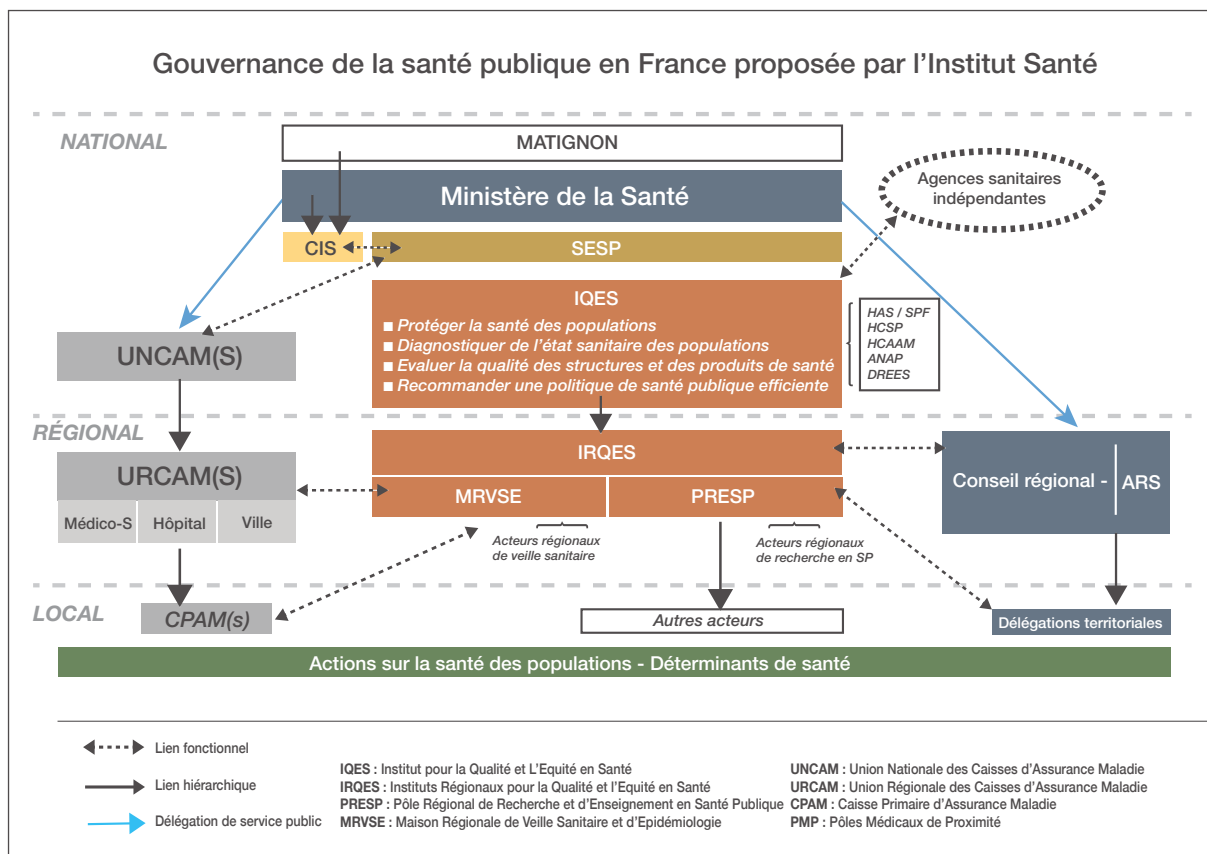 Gouvernance de la santé publique en France proposée par l'Institut Santé
NATIONAL
MATIGNON
Ministère de la Santé
Agences sanitaires
indépendantes
CIS
SESP
IQES
■ Protéger la santé des populations
■ Diagnostiquer de l'état sanitaire des populations
■ Evaluer la qualité des structures et des produits de santé
■ Recommander une politique de santé publique efficiente
HAS / SPF
HCSP
HCAAM
ANAP
DREES
UNCAM(S)
RÉGIONAL
URCAM(S)
Médico-S
Hôpital
Ville
IRQES
MRVSE
PRESP
Acteurs régionaux
de veille sanitaire
Acteurs régionaux
de recherche en SP
Conseil régional -
ARS
LOCAL
CPAM(s)
Autres acteurs
Délégations territoriales
Actions sur la santé des populations - Déterminants de santé
Lien fonctionnel
Lien hiérarchique
Délégation de service public
IQES : Institut pour la Qualité et L'Equité en Santé
IRQES : Instituts Régionaux pour la Qualité et l'Equité en Santé
PRESP : Pôle Régional de Recherche et d'Enseignement en Santé Publique
MRVSE : Maison Régionale de Veille Sanitaire et d'Epidémiologie
UNCAM : Union Nationale des Caisses d'Assurance Maladie
URCAM : Union Régionale des Caisses d'Assurance Maladie
CPAM : Caisse Primaire d'Assurance Maladie
PMP : Pôles Médicaux de Proximité